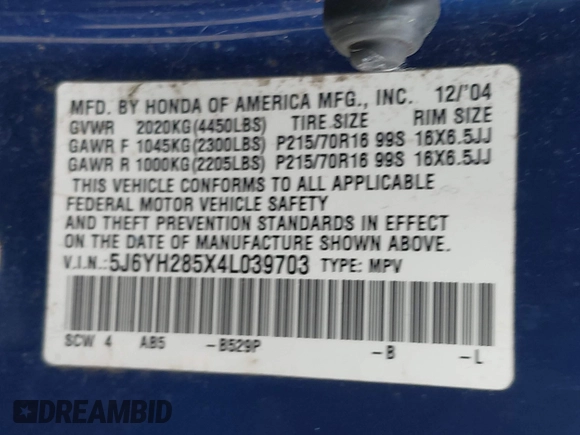 MFD. BY HONDA OF AMERICA MFG., INC. 12/'04
GVWR 2020KG(4450LBS) TIRE SIZE RIM SIZE
GAWR F 1045KG(2300LBS) P215/70R16 99S 16X6.5JJ
GAWR R 1000KG(2205LBS) P215/70R16 99S 16X6.5JJ
THIS VEHICLE CONFORMS TO ALL APPLICABLE
FEDERAL MOTOR VEHICLE SAFETY
AND THEFT PREVENTION STANDARDS IN EFFECT
ON THE DATE OF MANUFACTURE SHOWN ABOVE.
V.I.N.:5J6YH285X4L039703 TYPE: MPV
SCW 4 AB5 -B529P -B -L
DREAMBID